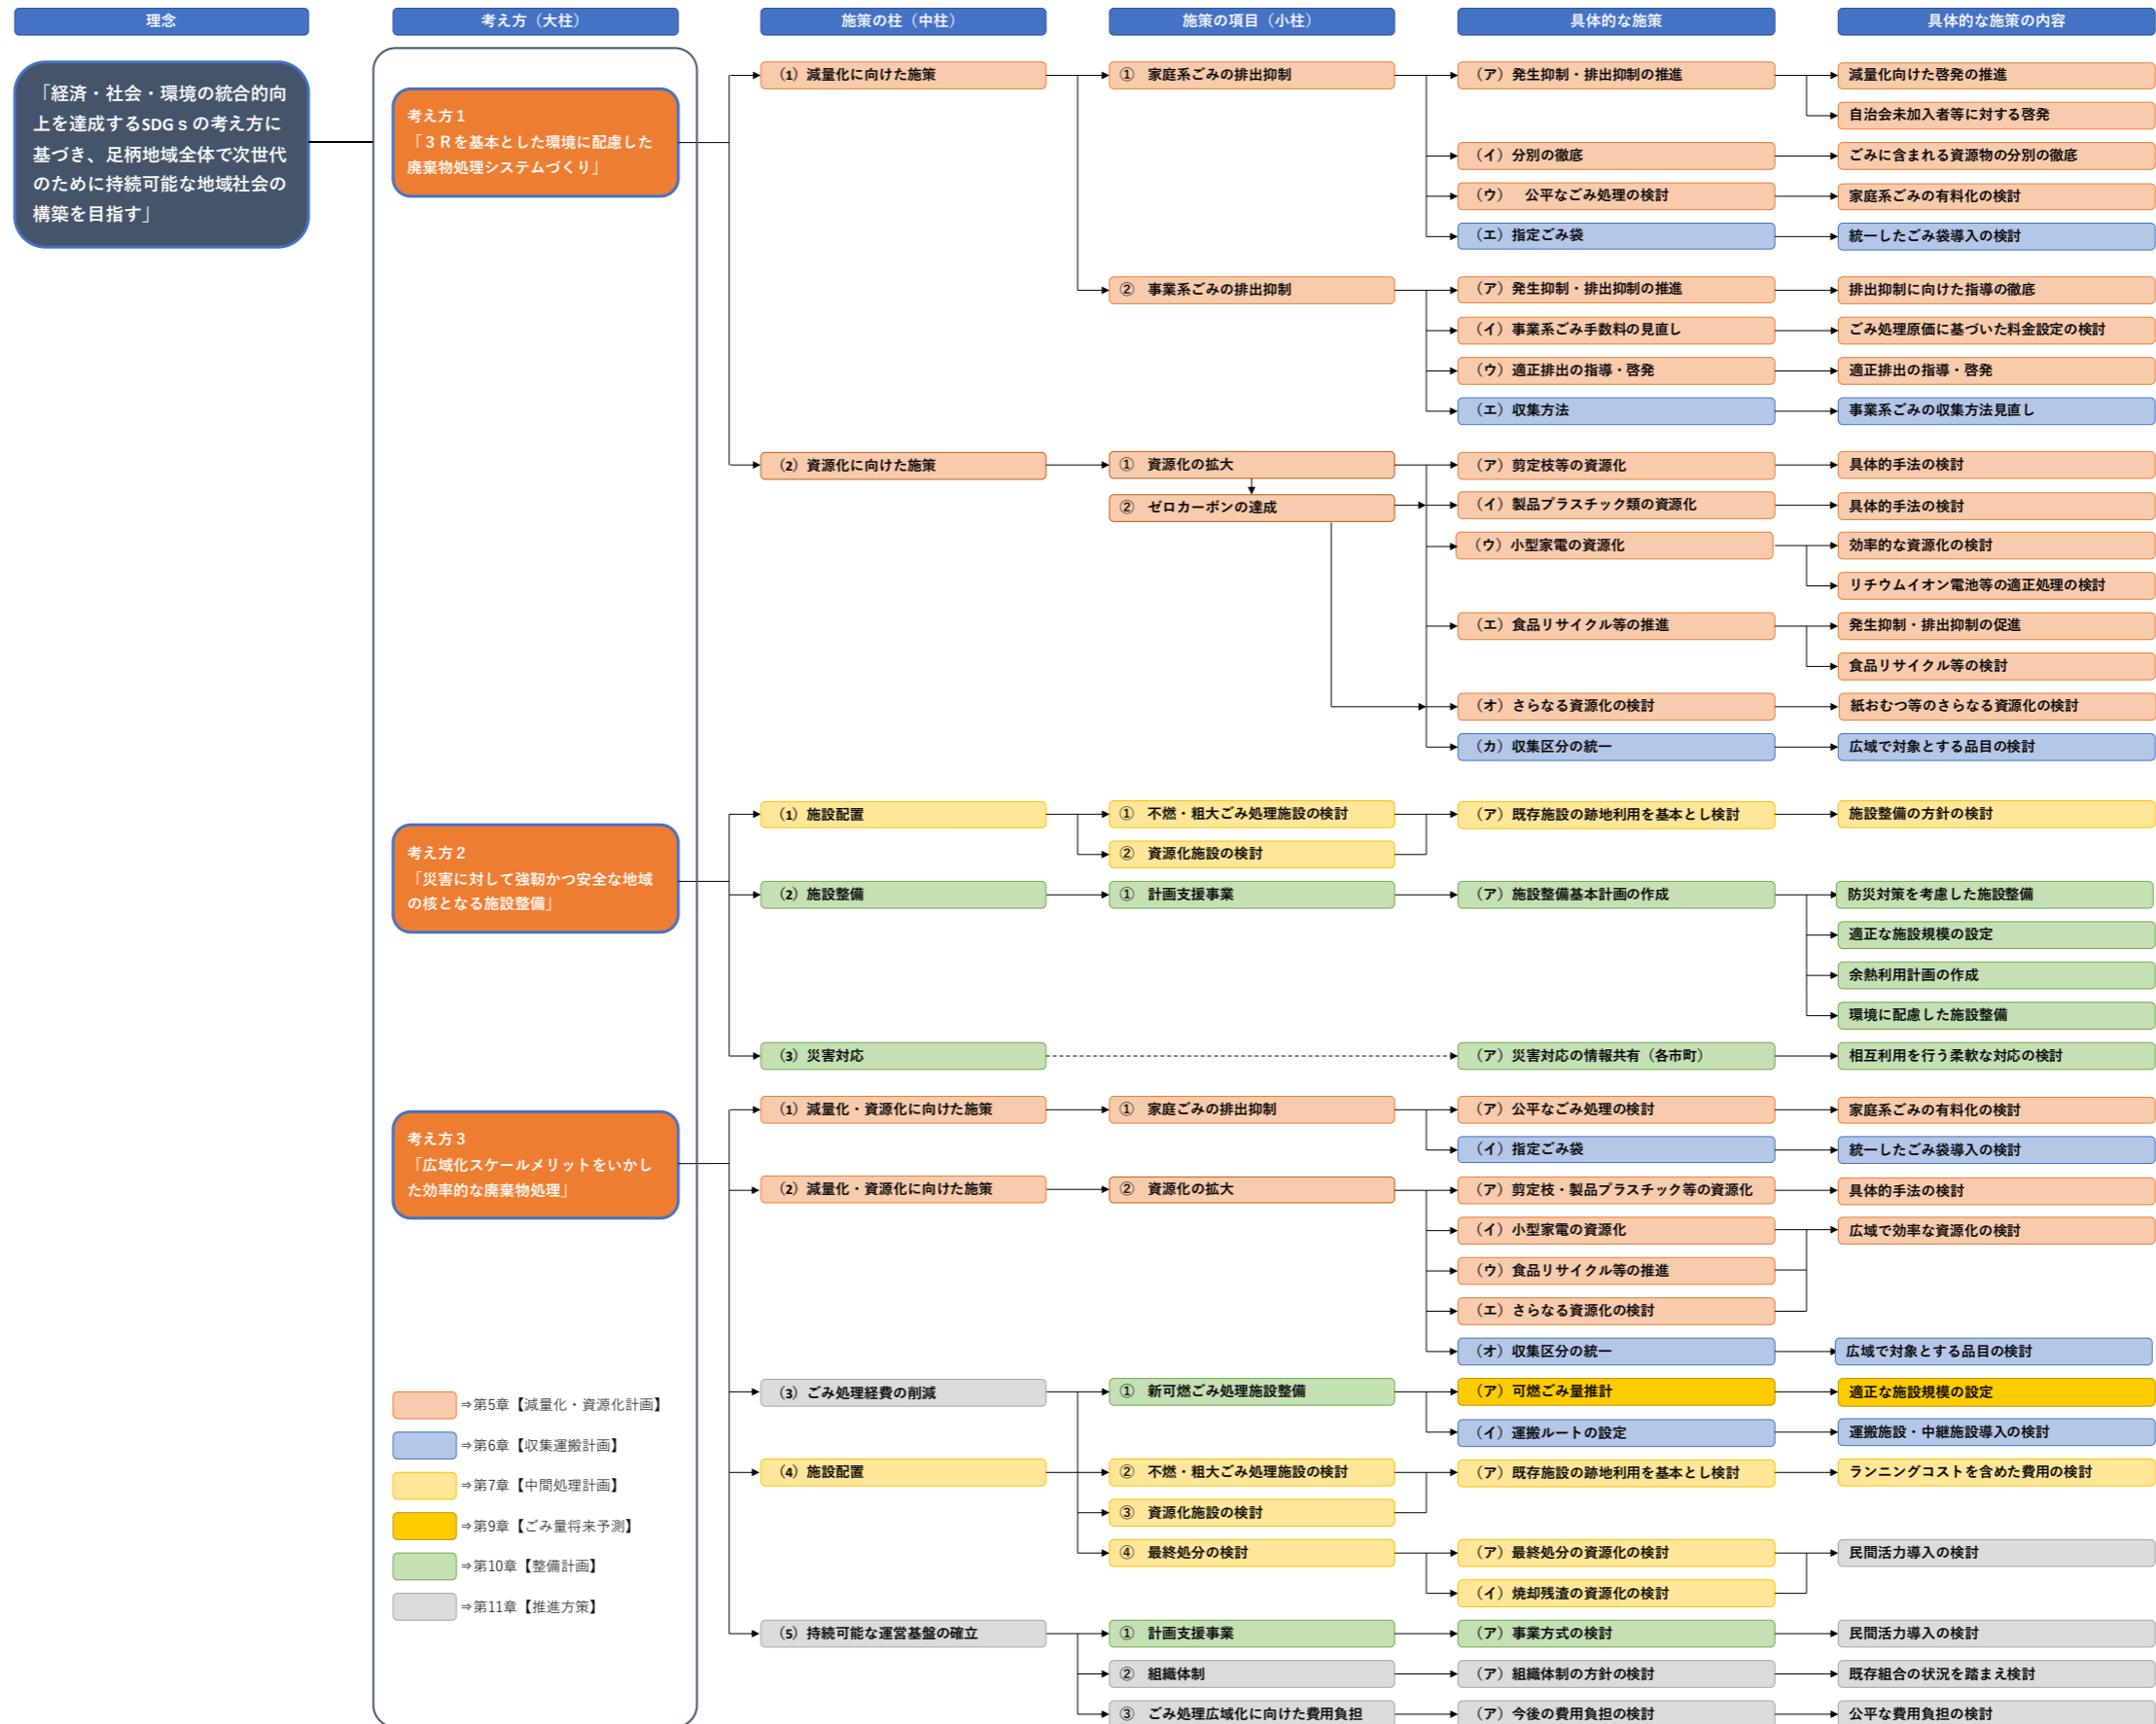 理念
考え方（大柱）
施策の柱（中柱）
施策の項目（小柱）
具体的な施策
具体的な施策の内容
「経済・社会・環境の統合的向
上を達成するSDGｓの考え方に
基づき、足柄地域全体で次世代
のために持続可能な地域社会の
構築を目指す」
考え方１
「３Ｒを基本とした環境に配慮した
廃棄物処理システムづくり」
（1）減量化に向けた施策
①　家庭系ごみの排出抑制
（ア）発生抑制・排出抑制の推進
減量化向けた啓発の推進
自治会未加入者等に対する啓発
（イ）分別の徹底
ごみに含まれる資源物の分別の徹底
（ウ）　公平なごみ処理の検討
家庭系ごみの有料化の検討
（エ）指定ごみ袋
統一したごみ袋導入の検討
②　事業系ごみの排出抑制
（ア）発生抑制・排出抑制の推進
排出抑制に向けた指導の徹底
（イ）事業系ごみ手数料の見直し
ごみ処理原価に基づいた料金設定の検討
（ウ）適正排出の指導・啓発
適正排出の指導・啓発
（エ）収集方法
事業系ごみの収集方法見直し
（2）資源化に向けた施策
①　資源化の拡大
（ア）剪定枝等の資源化
具体的手法の検討
②　ゼロカーボンの達成
（イ）製品プラスチック類の資源化
具体的手法の検討
（ウ）小型家電の資源化
効率的な資源化の検討
リチウムイオン電池等の適正処理の検討
（エ）食品リサイクル等の推進
発生抑制・排出抑制の促進
食品リサイクル等の検討
（オ）さらなる資源化の検討
紙おむつ等のさらなる資源化の検討
（カ）収集区分の統一
広域で対象とする品目の検討
考え方２
「災害に対して強靭かつ安全な地域
の核となる施設整備」
（1）施設配置
①　不燃・粗大ごみ処理施設の検討
（ア）既存施設の跡地利用を基本とし検討
施設整備の方針の検討
②　資源化施設の検討
（2）施設整備
①　計画支援事業
（ア）施設整備基本計画の作成
防災対策を考慮した施設整備
適正な施設規模の設定
余熱利用計画の作成
環境に配慮した施設整備
（3）災害対応
（ア）災害対応の情報共有（各市町）
相互利用を行う柔軟な対応の検討
考え方３
「広域化スケールメリットをいかし
た効率的な廃棄物処理」
（1）減量化・資源化に向けた施策
①　家庭ごみの排出抑制
（ア）公平なごみ処理の検討
家庭系ごみの有料化の検討
（イ）指定ごみ袋
統一したごみ袋導入の検討
（2）減量化・資源化に向けた施策
②　資源化の拡大
（ア）剪定枝・製品プラスチック等の資源化
具体的手法の検討
（イ）小型家電の資源化
広域で効率な資源化の検討
（ウ）食品リサイクル等の推進
（エ）さらなる資源化の検討
（オ）収集区分の統一
広域で対象とする品目の検討
（3）ごみ処理経費の削減
①　新可燃ごみ処理施設整備
（ア）可燃ごみ量推計
適正な施設規模の設定
（イ）運搬ルートの設定
運搬施設・中継施設導入の検討
（4）施設配置
②　不燃・粗大ごみ処理施設の検討
（ア）既存施設の跡地利用を基本とし検討
ランニングコストを含めた費用の検討
③　資源化施設の検討
④　最終処分の検討
（ア）最終処分の資源化の検討
民間活力導入の検討
（イ）焼却残渣の資源化の検討
（5）持続可能な運営基盤の確立
①　計画支援事業
（ア）事業方式の検討
民間活力導入の検討
②　組織体制
（ア）組織体制の方針の検討
既存組合の状況を踏まえ検討
③　ごみ処理広域化に向けた費用負担
（ア）今後の費用負担の検討
公平な費用負担の検討
⇒第5章【減量化・資源化計画】
⇒第6章【収集運搬計画】
⇒第7章【中間処理計画】
⇒第9章【ごみ量将来予測】
⇒第10章【整備計画】
⇒第11章【推進方策】